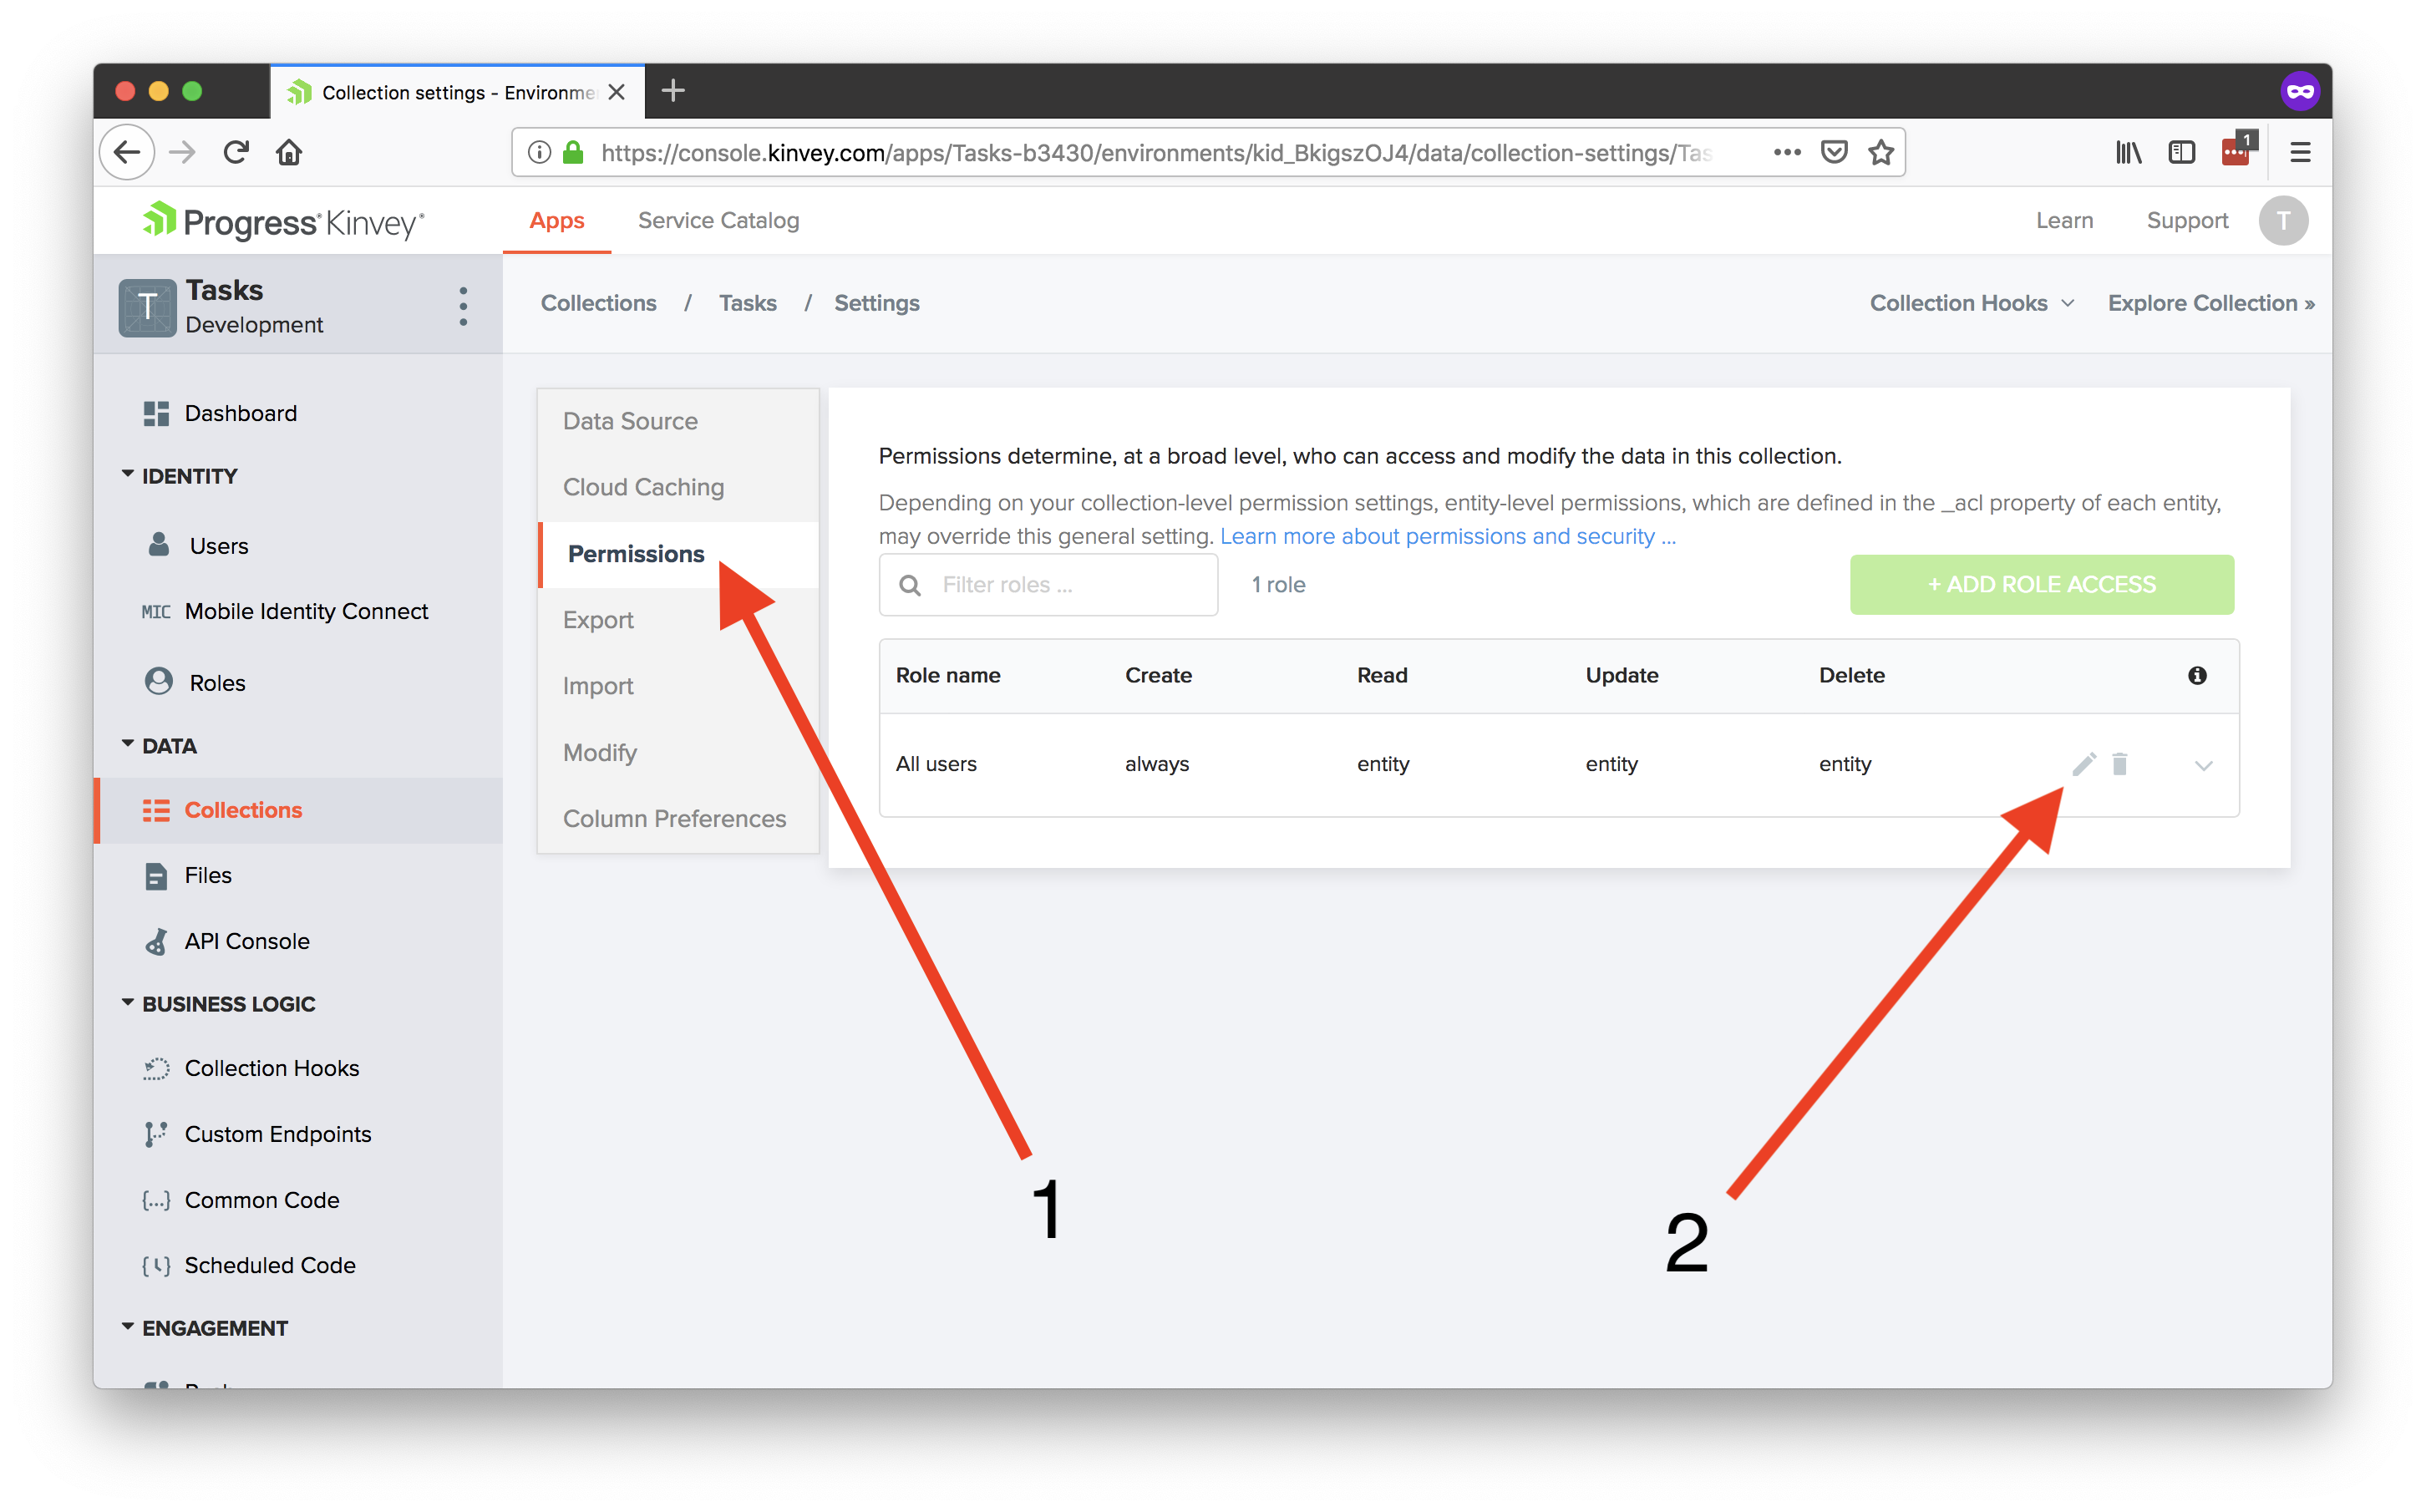 Collection settings - Environme
https://console.kinvey.com/apps/Tasks-b3430/environments/kid_BkigszOJ4/data/collection-settings/Tas
1
Progress Kinvey
Apps
Service Catalog
Learn
Support
T
T
Tasks
Development
Collections / Tasks / Settings
Collection Hooks
Explore Collection »
Dashboard
IDENTITY
Users
MIC Mobile Identity Connect
Roles
DATA
Collections
Files
API Console
BUSINESS LOGIC
Collection Hooks
Custom Endpoints
{...} Common Code
Scheduled Code
ENGAGEMENT
Data Source
Cloud Caching
Permissions
Export
Import
Modify
Column Preferences
Permissions determine, at a broad level, who can access and modify the data in this collection.
Depending on your collection-level permission settings, entity-level permissions, which are defined in the _acl property of each entity,
may override this general setting. Learn more about permissions and security ...
Filter roles ...
1 role
+ ADD ROLE ACCESS
Role name Create Read Update Delete
All users always entity entity entity
1
2